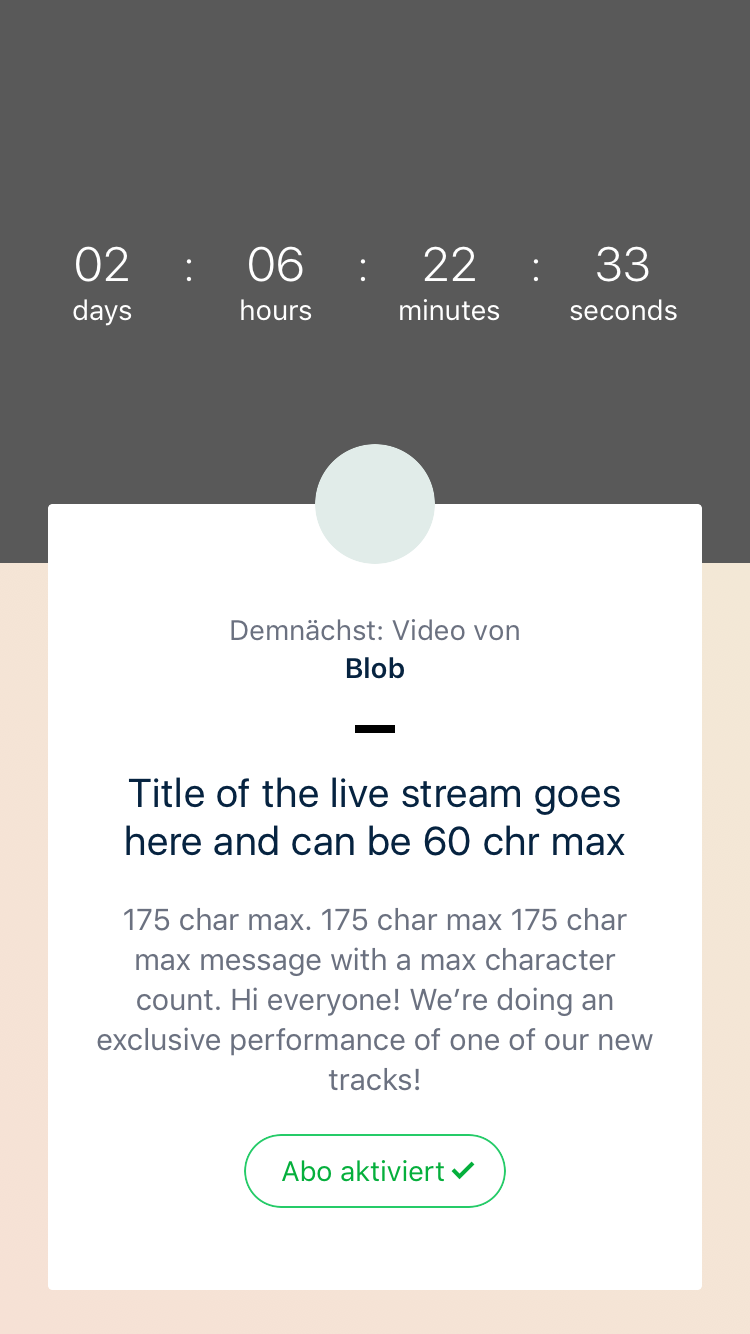 02 : 06 : 22 : 33
days hours minutes seconds
Demnächst: Video von
Blob
Title of the live stream goes
here and can be 60 chr max
175 char max. 175 char max 175 char
max message with a max character
count. Hi everyone! We’re doing an
exclusive performance of one of our new
tracks!
Abo aktiviert ✔